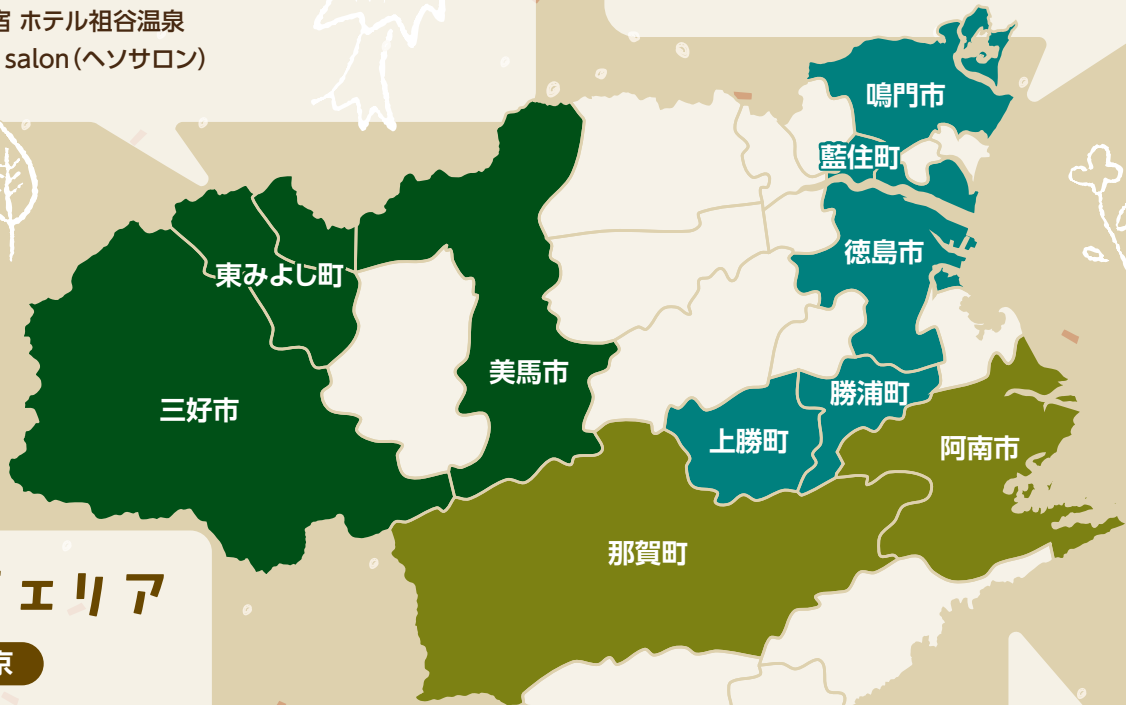 宿 ホテル祖谷温泉
salon（ヘソサロン）
鳴門市
藍住町
徳島市
東みよし町
美馬市
勝浦町
三好市
上勝町
阿南市
那賀町
ェリア
京